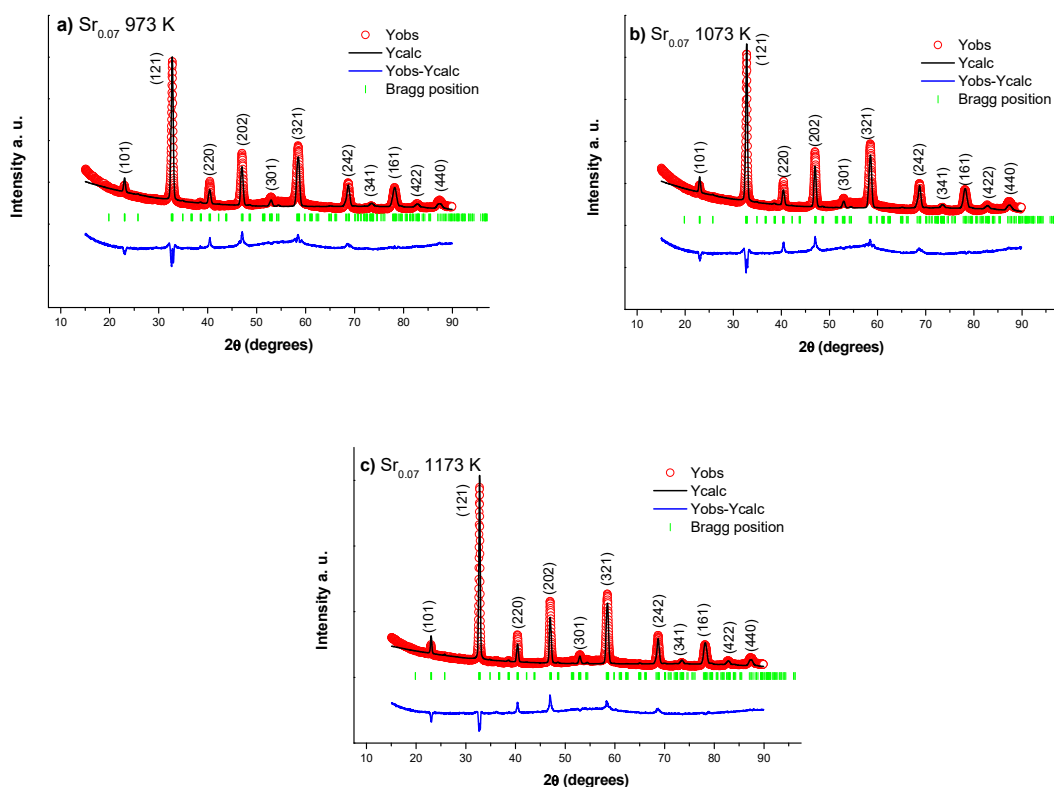 a) Sr0.07 973 K
Yobs
Ycalc
Yobs-Ycalc
Bragg position
(101)
(121)
(220)
(202)
(301)
(321)
(242)
(341)
(161)
(422)
(440)
Intensity a. u.
10 20 30 40 50 60 70 80 90
2θ (degrees)
b) Sr0.07 1073 K
Yobs
Ycalc
Yobs-Ycalc
Bragg position
(101)
(121)
(220)
(202)
(301)
(321)
(242)
(341)
(161)
(422)
(440)
Intensity a. u.
10 20 30 40 50 60 70 80 90
2θ (degrees)
c) Sr0.07 1173 K
Yobs
Ycalc
Yobs-Ycalc
Bragg position
(101)
(121)
(220)
(202)
(301)
(321)
(242)
(341)
(161)
(422)
(440)
Intensity a. u.
10 20 30 40 50 60 70 80 90
2θ (degrees)